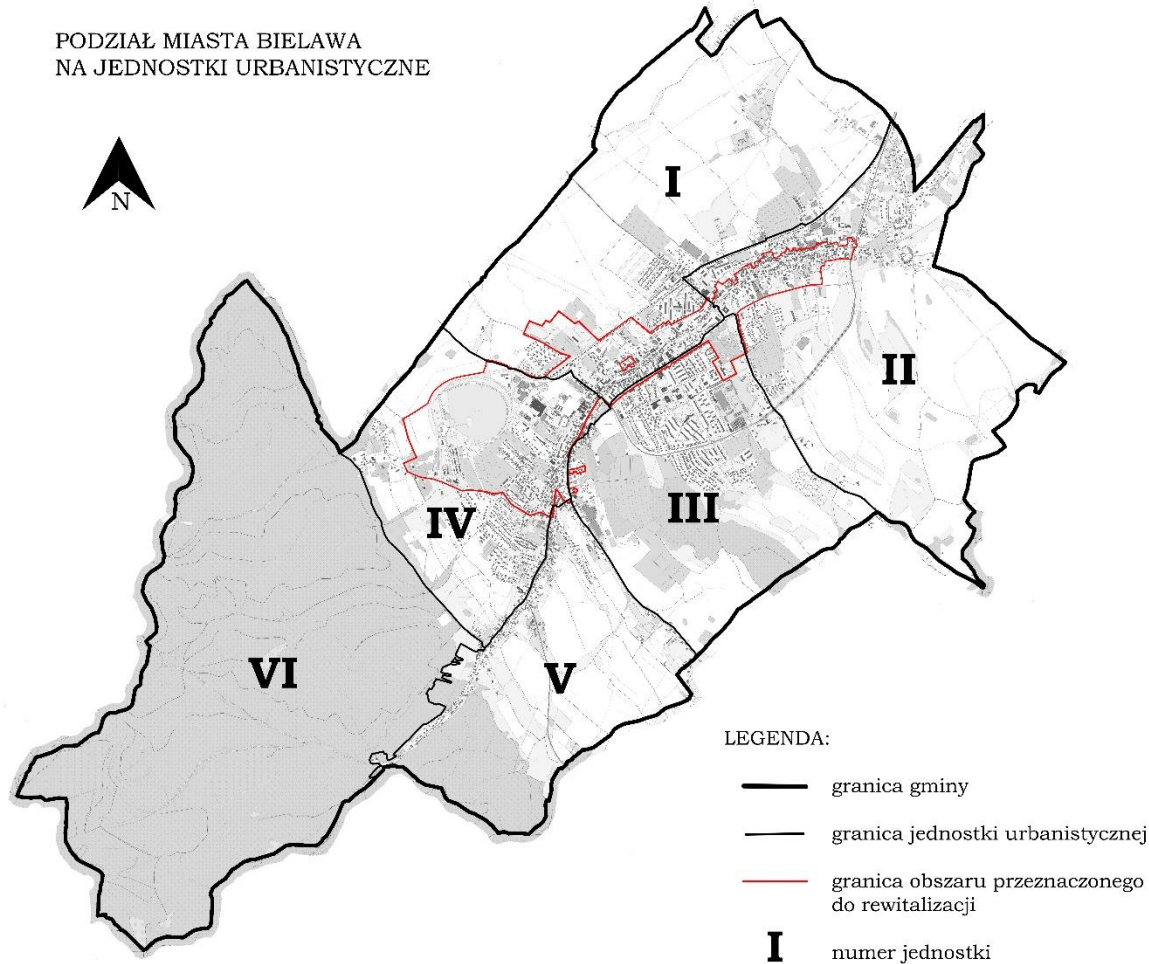 PODZIAŁ MIASTA BIELAWA
NA JEDNOSTKI URBANISTYCZNE
N
I
II
III
IV
V
VI
LEGENDA:
granica gminy
granica jednostki urbanistycznej
granica obszaru przeznaczonego
do rewitalizacji
I numer jednostki